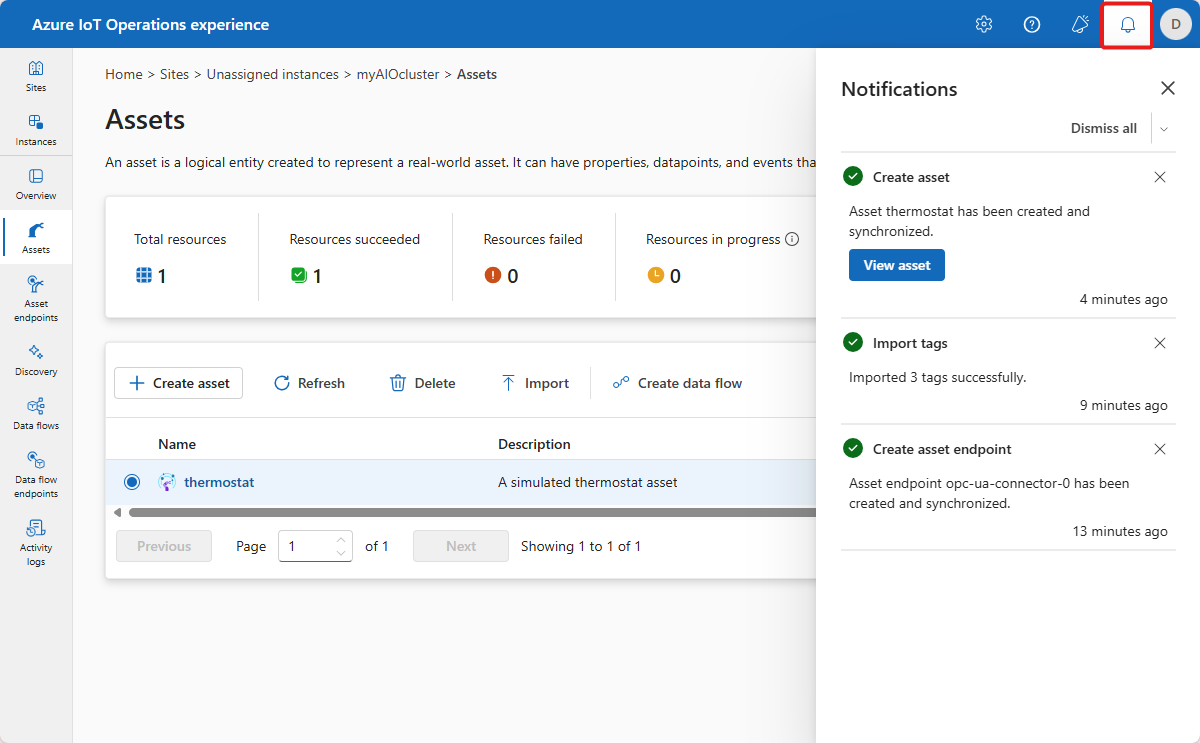 Azure IoT Operations experience
D
Sites
Instances
Overview
Assets
Asset
endpoints
Discovery
Data flows
Data flow
endpoints
Activity
logs
Home > Sites > Unassigned instances > myAIOcluster > Assets
Assets
An asset is a logical entity created to represent a real-world asset. It can have properties, datapoints, and events tha
Total resources
1
Resources succeeded
1
Resources failed
0
Resources in progress
0
Create asset
Refresh
Delete
Import
Create data flow
Name Description
thermostat A simulated thermostat asset
Previous Page 1 of 1 Next Showing 1 to 1 of 1
Notifications
Dismiss all
Create asset
Asset thermostat has been created and
synchronized.
View asset
4 minutes ago
Import tags
Imported 3 tags successfully.
9 minutes ago
Create asset endpoint
Asset endpoint opc-ua-connector-0 has been
created and synchronized.
13 minutes ago